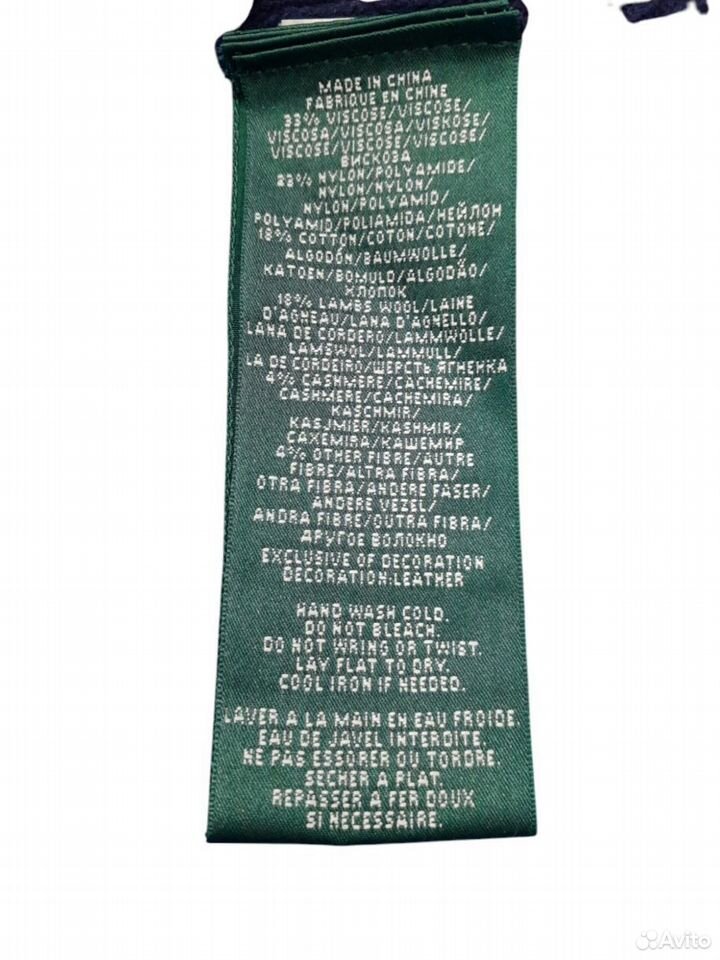 MADE IN CHINA
FABRIQUE EN CHINE
33% VISCOSE/VISCOSE/
VISCOSA/VISCOSA/VISKOSE/
VISCOSE/VISCOSE/VISCOSE/
ВИСКОЗА
23% NYLON/POLYAMIDE/
NYLON/NYLON/
NYLON/POLYAMID/
POLYAMID/POLIAMIDA/НЕЙЛОН
18% COTTON/COTON/COTONE/
ALGODÓN/BAUMWOLLE/
KATOEN/BOMULD/ALGODÃO/
ХЛОПОК
18% LAMBS WOOL/LAINE
D'AGNEAU/LANA D'AGNELLO/
LANA DE CORDERO/LAMMWOLLE/
LAMSWOL/LAMMULL/
LA DE CORDEIRO/ШЕРСТЬ ЯГНЕНКА
4% CASHMERE/CACHEMIRE/
CASHMERE/CACHEMIRA/
KASCHMIR/
KASJMIER/KASHMIR/
CAXEMIRA/КАШЕМИР
4% OTHER FIBRE/AUTRE
FIBRE/ALTRA FIBRA/
OTRA FIBRA/ANDERE FASER/
ANDERE VEZEL/
ANDRA FIBRE/OUTRA FIBRA/
ДРУГОЕ ВОЛОКНО
EXCLUSIVE OF DECORATION
DECORATION:LEATHER
HAND WASH COLD.
DO NOT BLEACH.
DO NOT WRING OR TWIST.
LAY FLAT TO DRY.
COOL IRON IF NEEDED.
LAVER A LA MAIN EN EAU FROIDE.
EAU DE JAVEL INTERDITE.
NE PAS ESSORER OU TORDRE.
SECHER A PLAT.
REPASSER A FER DOUX
SI NECESSAIRE.
Avito